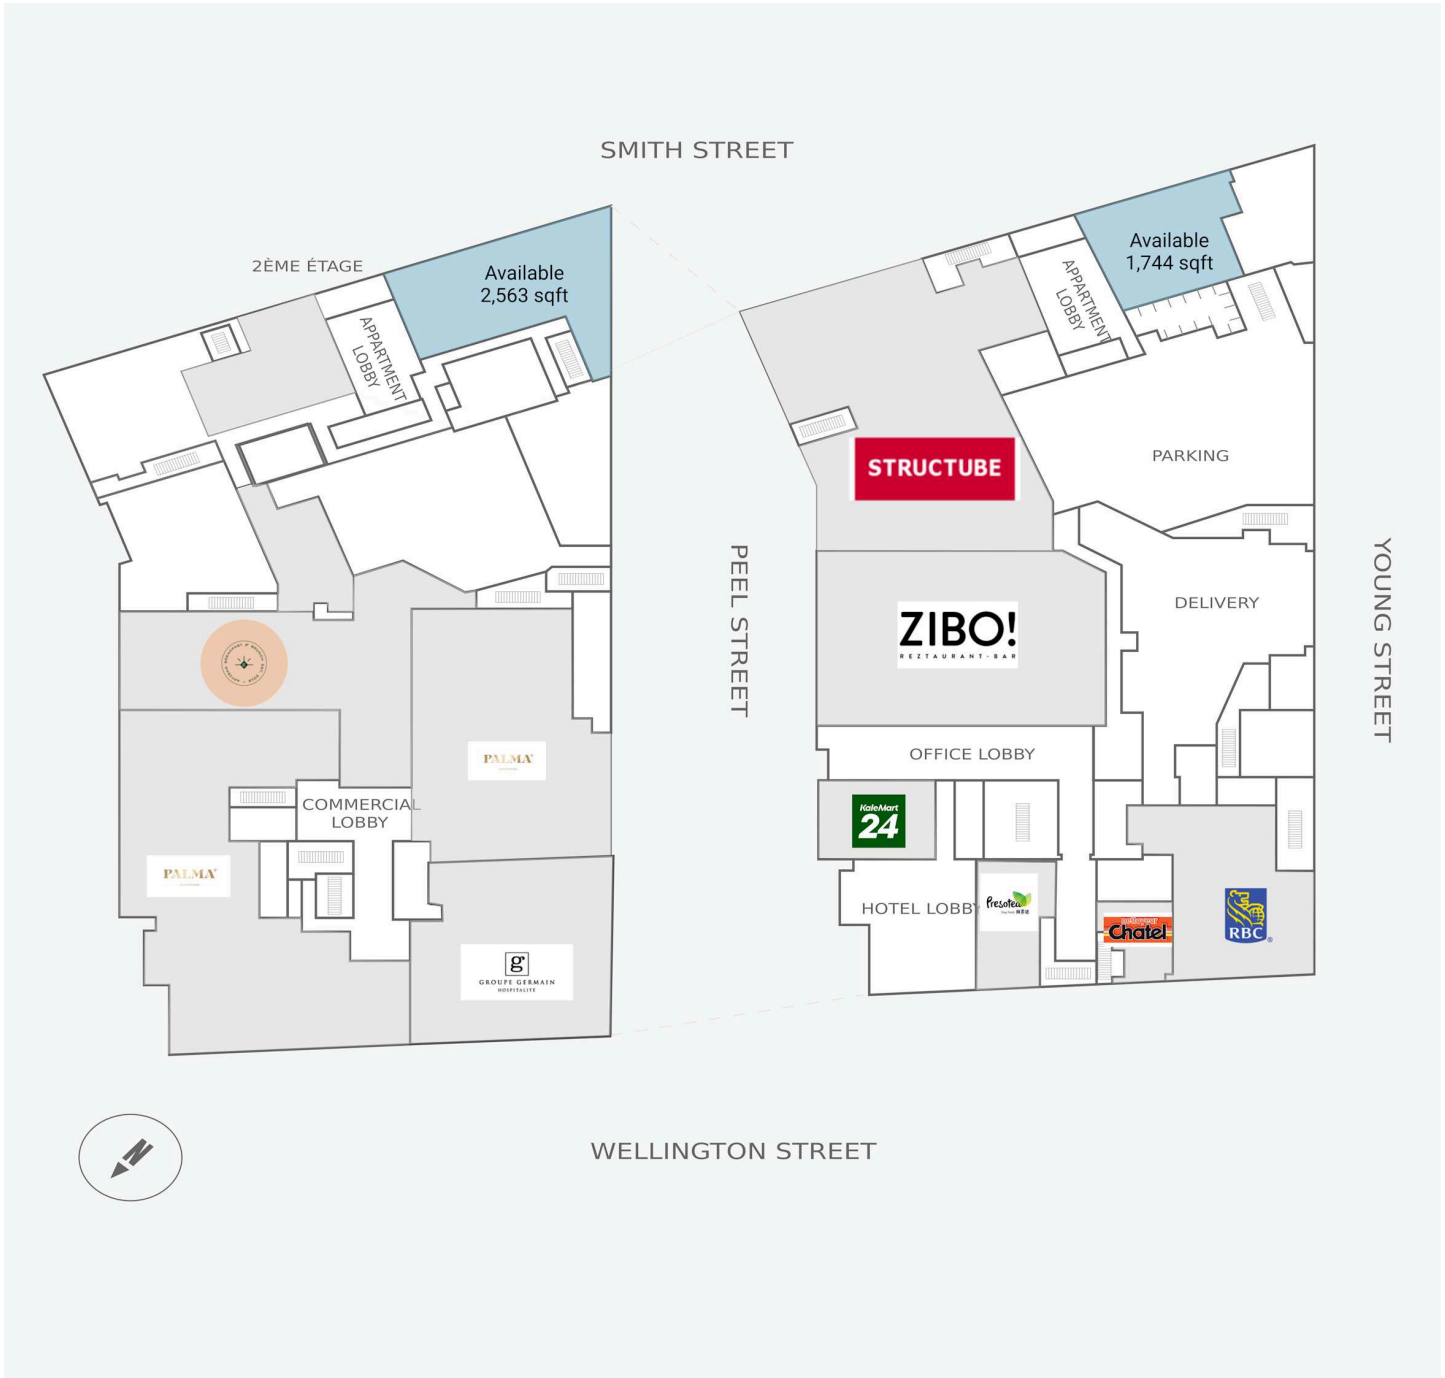 SMITH STREET
2ÈME ÉTAGE
Available
2,563 sqft
Available
1,744 sqft
APPARTMENT
LOBBY
APPARTMENT
LOBBY
STRUCTUBE
PARKING
PEEL STREET
YOUNG STREET
DELIVERY
ZIBO!
REZTAURANT-BAR
PALMA
OFFICE LOBBY
COMMERCIAL
LOBBY
KaleMart
24
PALMA
HOTEL LOBBY
Presotea
Chatel
RBC
g
GROUPE GERMAIN
HOSPITALITÉ
WELLINGTON STREET
N